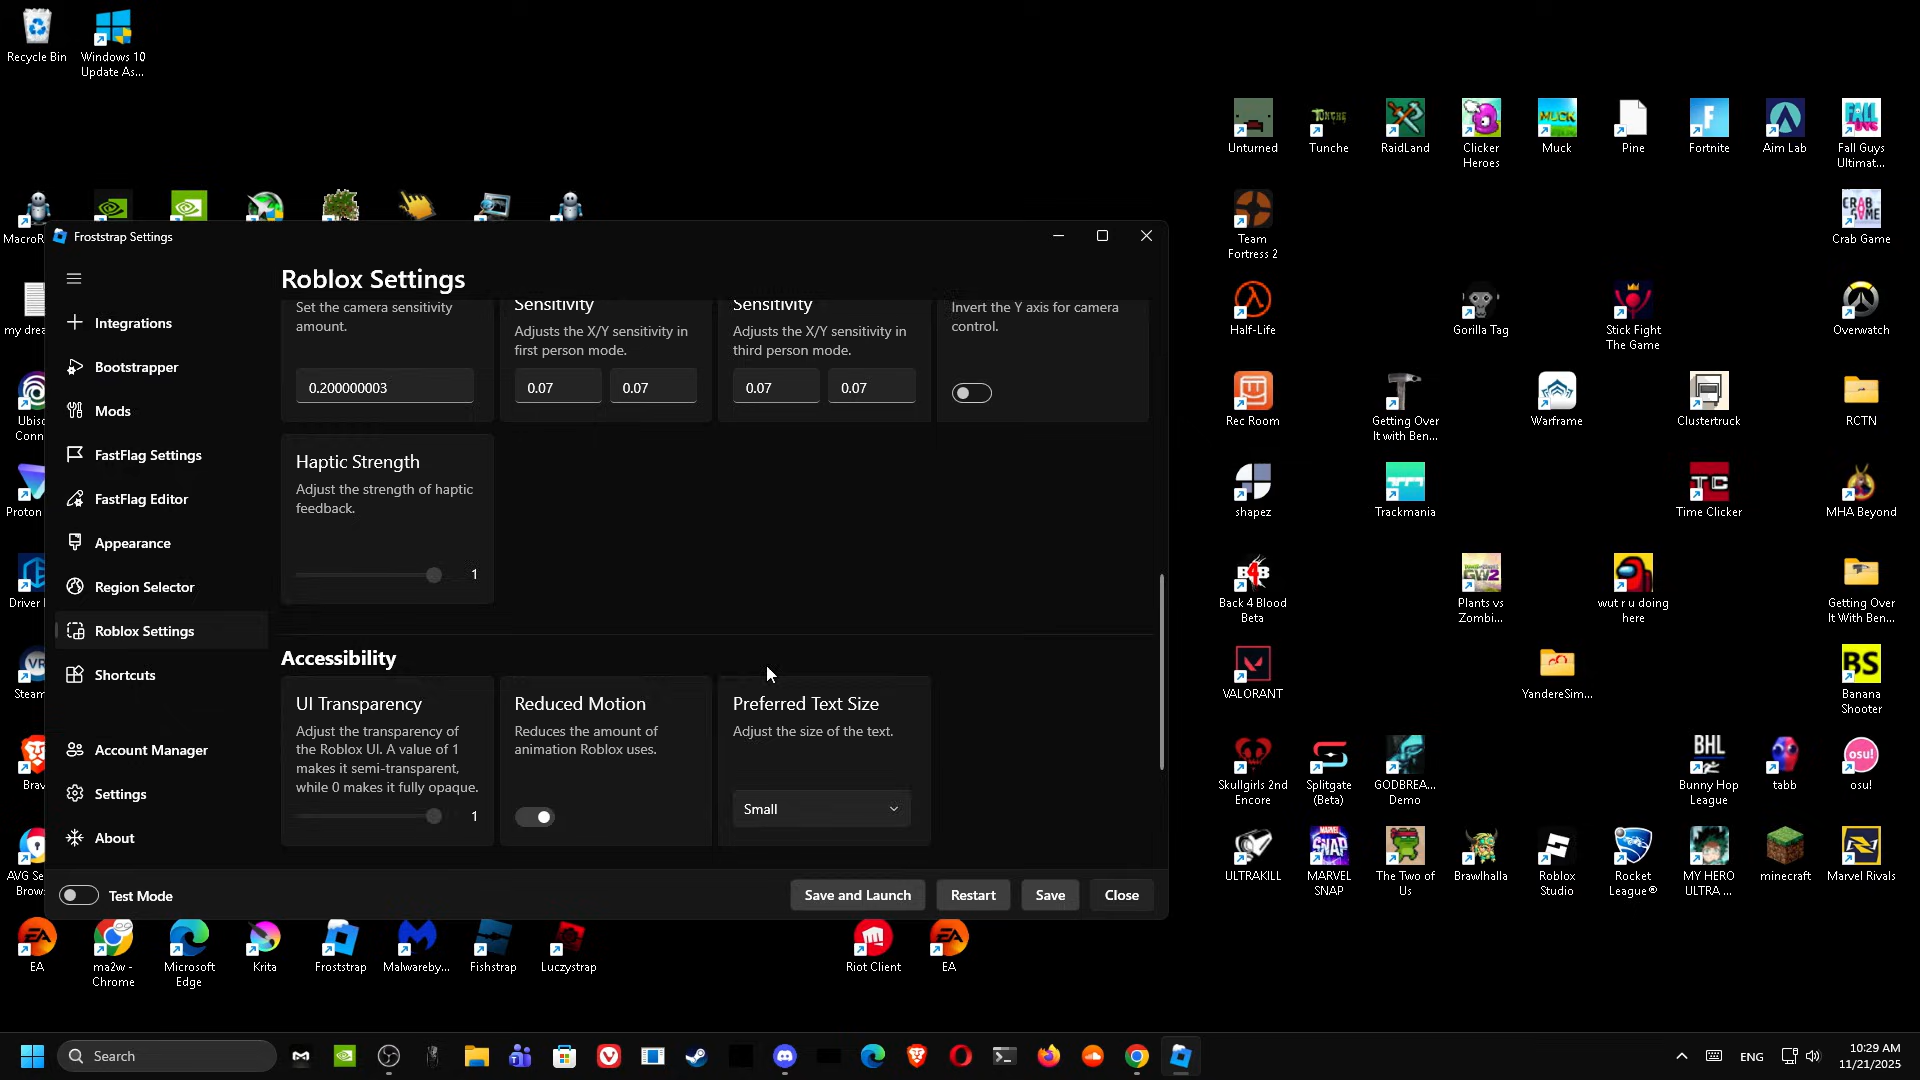 Recycle Bin
Windows 10
Update As...
Unturned
Tunche
RaidLand
Clicker
Heroes
Muck
Pine
Fortnite
Aim Lab
Fall Guys
Ultimat...
Team
Fortress 2
Crab Game
Half-Life
Gorilla Tag
Stick Fight
The Game
Overwatch
Rec Room
Getting Over
It with Ben...
Warframe
Clustertruck
RCTN
shapez
Trackmania
Time Clicker
MHA Beyond
Back 4 Blood
Beta
Plants vs
Zombi...
wut r u doing
here
Getting Over
It With Ben...
VALORANT
YandereSim...
Banana
Shooter
Skullgirls 2nd
Encore
Splitgate
(Beta)
GODBREA...
Demo
Bunny Hop
League
tabb
osu!
ULTRAKILL
MARVEL
SNAP
The Two of
Us
Brawlhalla
Roblox
Studio
Rocket
League®
MY HERO
ULTRA ...
minecraft
Marvel Rivals
MacroR
my drea
Ubis
Conn
Proton
Driver
Steam
Brav
AVG Se
Brow
Froststrap Settings
Integrations
Bootstrapper
Mods
FastFlag Settings
FastFlag Editor
Appearance
Region Selector
Roblox Settings
Shortcuts
Account Manager
Settings
About
Test Mode
Roblox Settings
Set the camera sensitivity
amount.
0.200000003
Sensitivity
Adjusts the X/Y sensitivity in
first person mode.
0.07
0.07
Sensitivity
Adjusts the X/Y sensitivity in
third person mode.
0.07
0.07
Invert the Y axis for camera
control.
Haptic Strength
Adjust the strength of haptic
feedback.
1
Accessibility
UI Transparency
Adjust the transparency of
the Roblox UI. A value of 1
makes it semi-transparent,
while 0 makes it fully opaque.
1
Reduced Motion
Reduces the amount of
animation Roblox uses.
Preferred Text Size
Adjust the size of the text.
Small
Save and Launch
Restart
Save
Close
EA
ma2w -
Chrome
Microsoft
Edge
Krita
Froststrap
Malwareby...
Fishstrap
Luczystrap
Riot Client
EA
Search
ENG
10:29 AM
11/21/2025